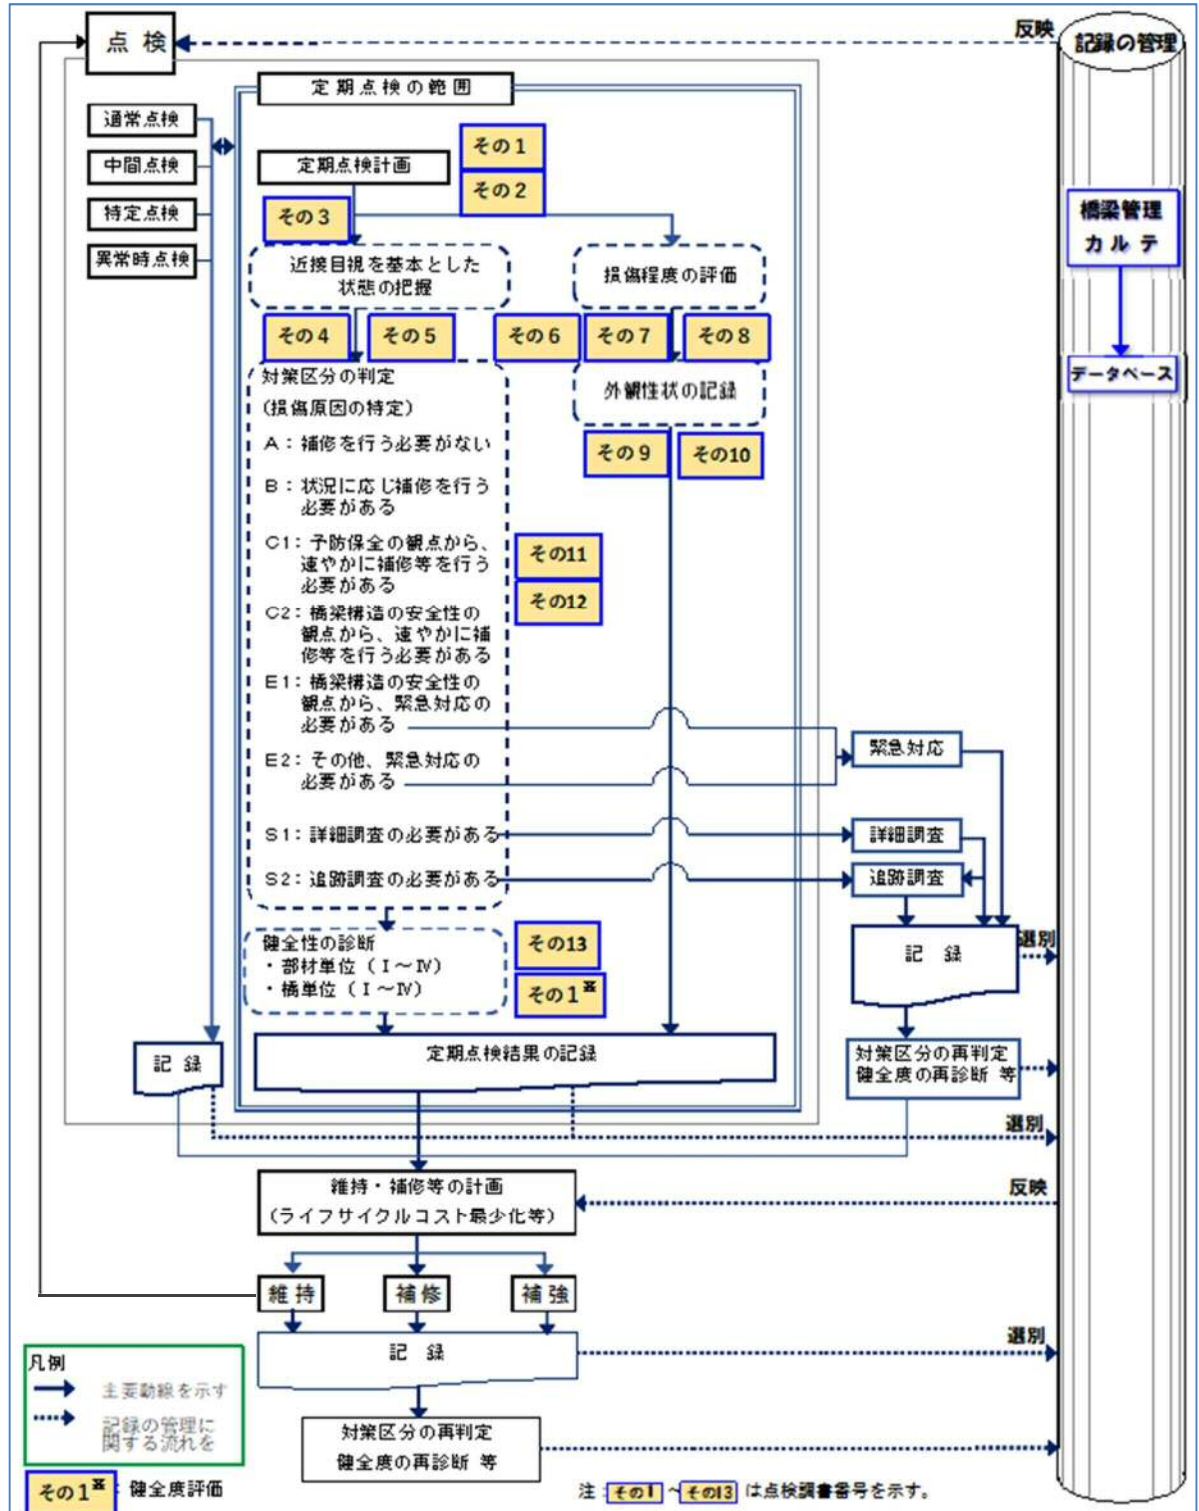 点検
反映
記録の管理
定期点検の範囲
通常点検
中間点検
特定点検
異常時点検
定期点検計画
その1
その2
その3
橋梁管理
カルテ
データベース
近接目視を基本とした
状態の把握
損傷程度の評価
その4
その5
その6
その7
その8
対策区分の判定
(損傷原因の特定)
外観性状の記録
その9
その10
A:補修を行う必要がない
B:状況に応じ補修を行う
必要がある
C1:予防保全の観点から、
速やかに補修等を行う
必要がある
その11
その12
C2:橋梁構造の安全性の
観点から、速やかに補
修等を行う必要がある
E1:橋梁構造の安全性の
観点から、緊急対応の
必要がある
E2:その他、緊急対応の
必要がある
S1:詳細調査の必要がある
S2:追跡調査の必要がある
緊急対応
詳細調査
追跡調査
記録
選別
健全性の診断
・部材単位(Ⅰ~Ⅳ)
・橋単位(Ⅰ~Ⅳ)
その13
その1※
記録
定期点検結果の記録
対策区分の再判定
健全度の再診断 等
選別
維持・補修等の計画
(ライフサイクルコスト最少化等)
反映
維持
補修
補強
記録
選別
対策区分の再判定
健全度の再診断 等
凡例
主要動線を示す
記録の管理に
関する流れを
その1※:健全度評価
注:その1~その13は点検調書番号を示す。